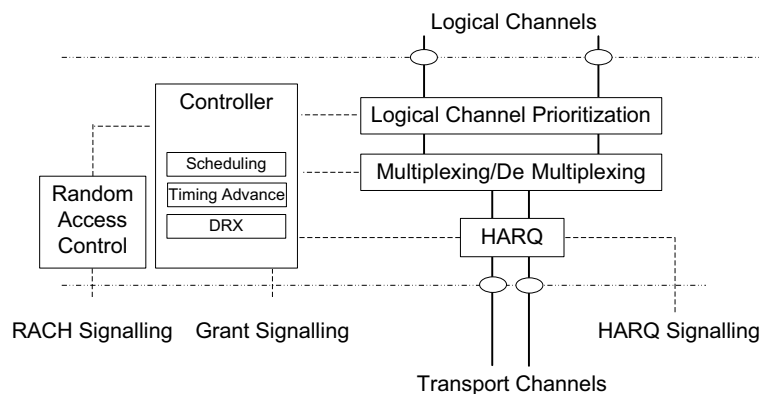 Logical Channels
Controller
Logical Channel Prioritization
Scheduling
Multiplexing/De Multiplexing
Random
Access
Control
Timing Advance
DRX
HARQ
RACH Signalling
Grant Signalling
HARQ Signalling
Transport Channels